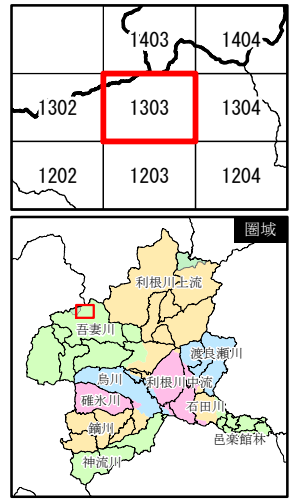 1403 1404
1302 1303 1304
1202 1203 1204
圏域
利根川上流
吾妻川
渡良瀬川
烏川 利根川中流
碓氷川 石田川
鏑川 邑楽館林
神流川